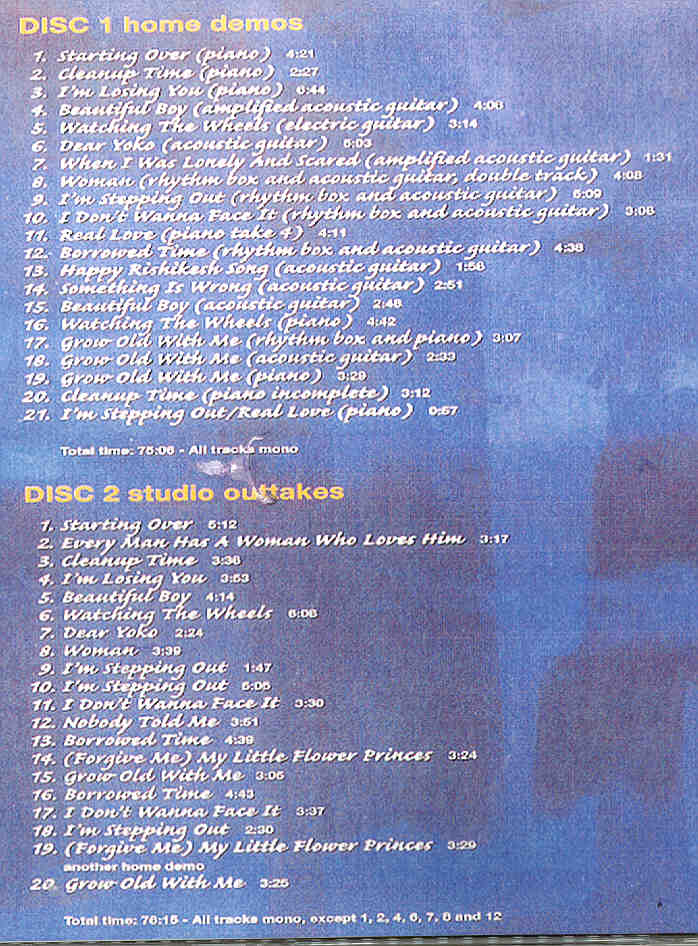 DISC 1 home demos
1. Starting Over (piano) 4:21
2. Cleanup Time (piano) 2:27
3. I'm Losing You (piano) 6:44
4. Beautiful Boy (amplified acoustic guitar) 4:06
5. Watching The Wheels (electric guitar) 3:14
6. Dear Yoko (acoustic guitar) 5:03
7. When I Was Lonely And Scared (amplified acoustic guitar) 1:31
8. Woman (rhythm box and acoustic guitar, double track) 4:08
9. I'm Stepping Out (rhythm box and acoustic guitar) 5:09
10. I Don't Wanna Face It (rhythm box and acoustic guitar) 3:06
11. Real Love (piano take 4) 4:11
12. Borrowed Time (rhythm box and acoustic guitar) 4:38
13. Happy Rishikesh Song (acoustic guitar) 1:56
14. Something Is Wrong (acoustic guitar) 2:51
15. Beautiful Boy (acoustic guitar) 2:48
16. Watching The Wheels (piano) 4:42
17. Grow Old With Me (rhythm box and piano) 3:07
18. Grow Old With Me (acoustic guitar) 2:33
19. Grow Old With Me (piano) 3:29
20. Cleanup Time (piano incomplete) 3:12
21. I'm Stepping Out/Real Love (piano) 0:57
Total time: 75:06 - All tracks mono
DISC 2 studio outtakes
1. Starting Over 5:12
2. Every Man Has A Woman Who Loves Him 3:17
3. Cleanup Time 3:36
4. I'm Losing You 3:53
5. Beautiful Boy 4:14
6. Watching The Wheels 6:08
7. Dear Yoko 2:24
8. Woman 3:39
9. I'm Stepping Out 1:47
10. I'm Stepping Out 5:05
11. I Don't Wanna Face It 3:30
12. Nobody Told Me 3:51
13. Borrowed Time 4:39
14. (Forgive Me) My Little Flower Princes 3:24
15. Grow Old With Me 3:05
16. Borrowed Time 4:43
17. I Don't Wanna Face It 3:37
18. I'm Stepping Out 2:30
19. (Forgive Me) My Little Flower Princes 3:29
another home demo
20. Grow Old With Me 3:25
Total time: 76:15 - All tracks mono, except 1, 2, 4, 6, 7, 8 and 12